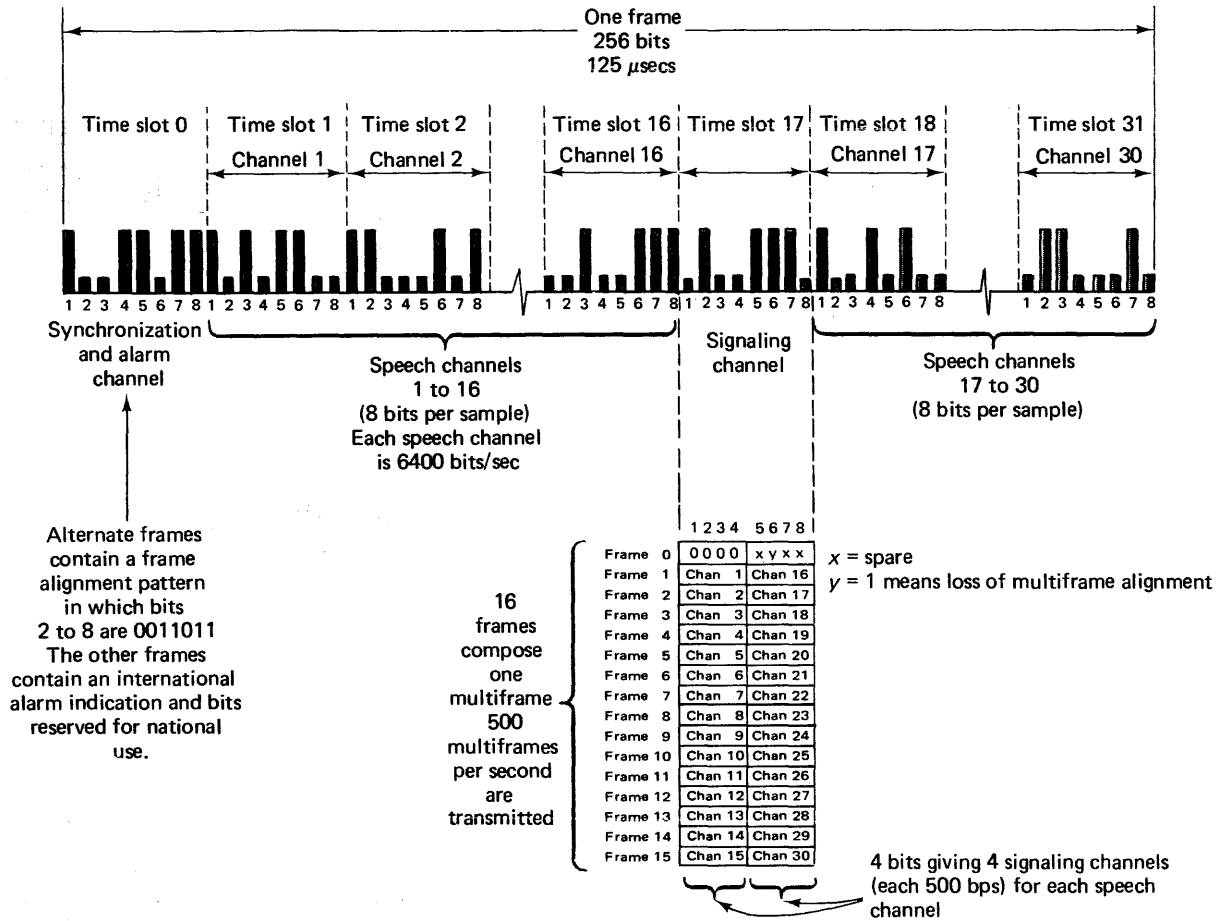 One frame
256 bits
125 μsecs
Time slot 0
Time slot 1
Time slot 2
Time slot 16
Time slot 17
Time slot 18
Time slot 31
Channel 1
Channel 2
Channel 16
Channel 17
Channel 30
1 2 3 4 5 6 7 8 1 2 3 4 5 6 7 8 1 2 3 4 5 6 7 8 1 2 3 4 5 6 7 8 1 2 3 4 5 6 7 8 1 2 3 4 5 6 7 8 1 2 3 4 5 6 7 8
Synchronization
and alarm
channel
Speech channels
1 to 16
(8 bits per sample)
Each speech channel
is 6400 bits/sec
Signaling
channel
Speech channels
17 to 30
(8 bits per sample)
Alternate frames
contain a frame
alignment pattern
in which bits
2 to 8 are 0011011
The other frames
contain an international
alarm indication and bits
reserved for national
use.
16
frames
compose
one
multiframe
500
multiframes
per second
are
transmitted
1 2 3 4 5 6 7 8
Frame 0 0 0 0 0 x y x x
Frame 1 Chan 1 Chan 16
Frame 2 Chan 2 Chan 17
Frame 3 Chan 3 Chan 18
Frame 4 Chan 4 Chan 19
Frame 5 Chan 5 Chan 20
Frame 6 Chan 6 Chan 21
Frame 7 Chan 7 Chan 22
Frame 8 Chan 8 Chan 23
Frame 9 Chan 9 Chan 24
Frame 10 Chan 10 Chan 25
Frame 11 Chan 11 Chan 26
Frame 12 Chan 12 Chan 27
Frame 13 Chan 13 Chan 28
Frame 14 Chan 14 Chan 29
Frame 15 Chan 15 Chan 30
x = spare
y = 1 means loss of multiframe alignment
4 bits giving 4 signaling channels
(each 500 bps) for each speech
channel